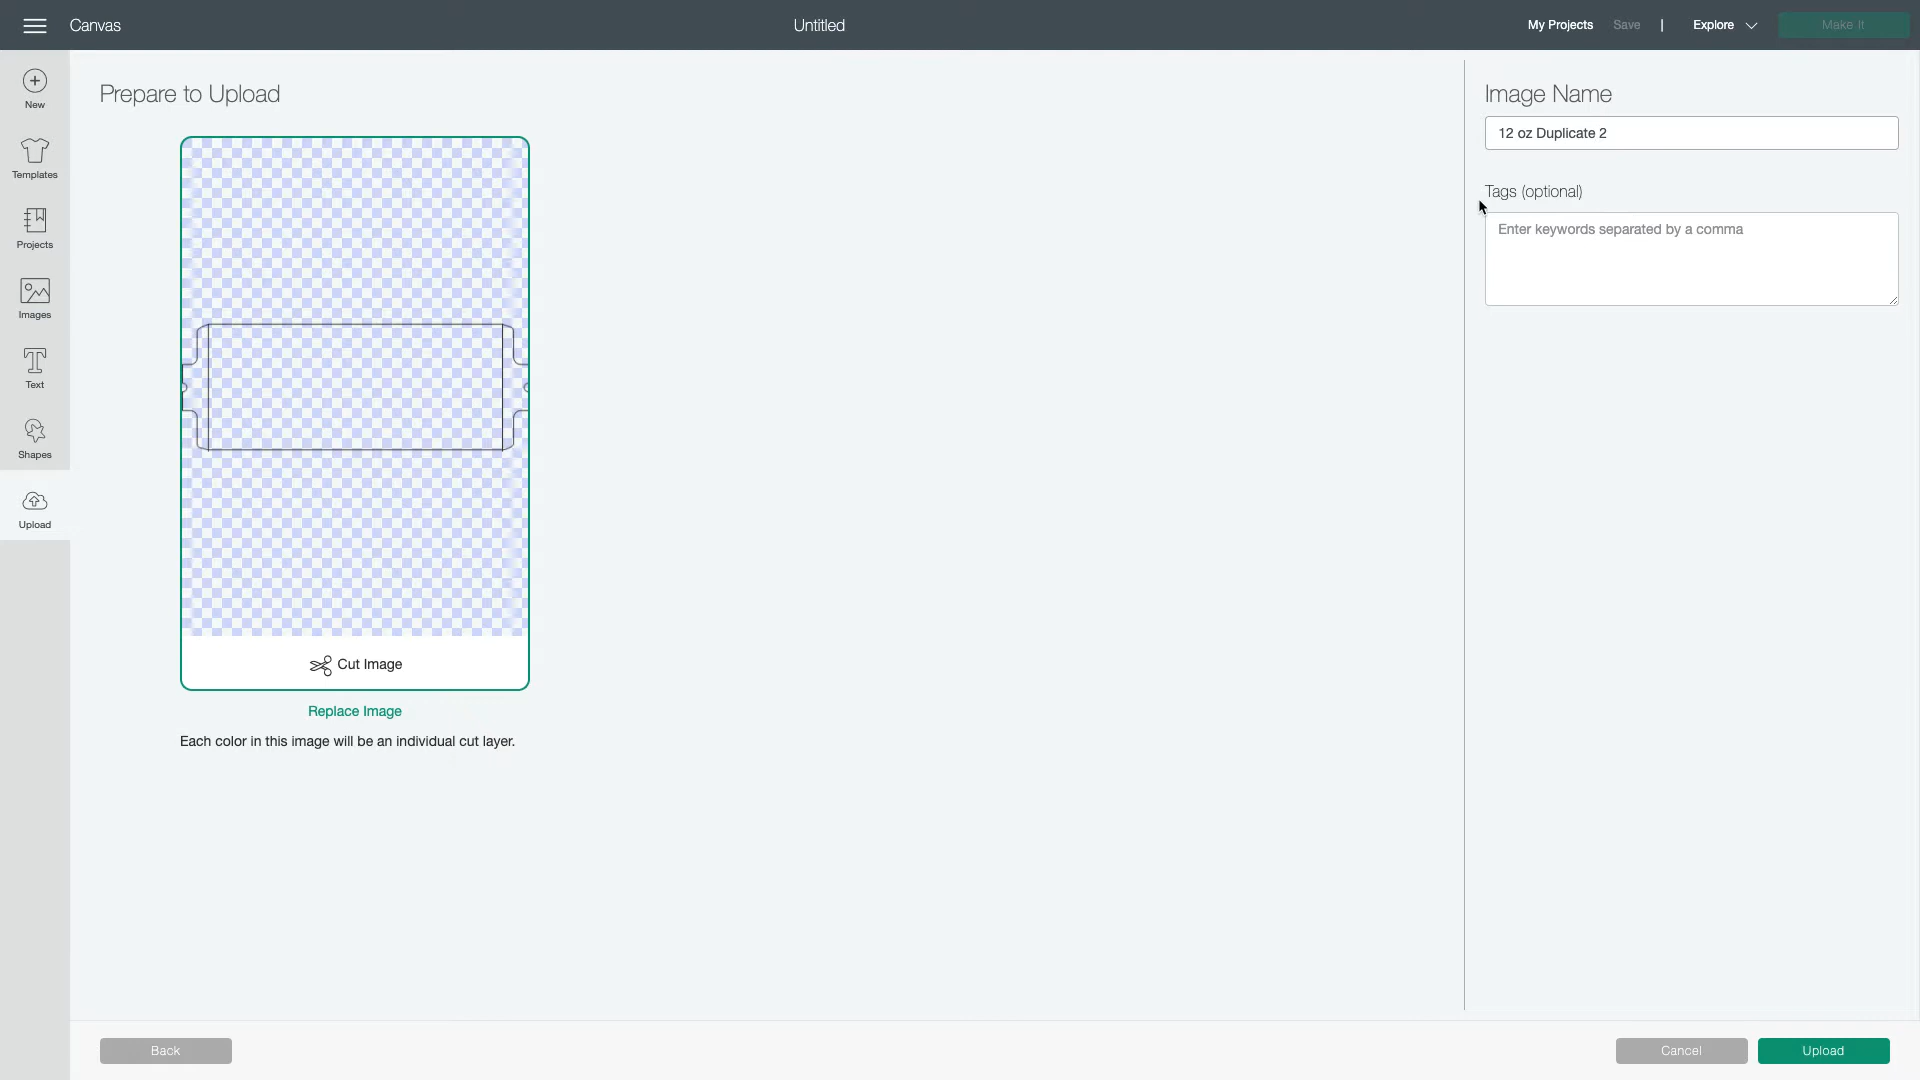 Canvas
Untitled
My Projects Save | Explore Make It
New
Templates
Projects
Images
Text
Shapes
Upload
Prepare to Upload
Cut Image
Replace Image
Each color in this image will be an individual cut layer.
Image Name
12 oz Duplicate 2
Tags (optional)
Enter keywords separated by a comma
Back
Cancel
Upload